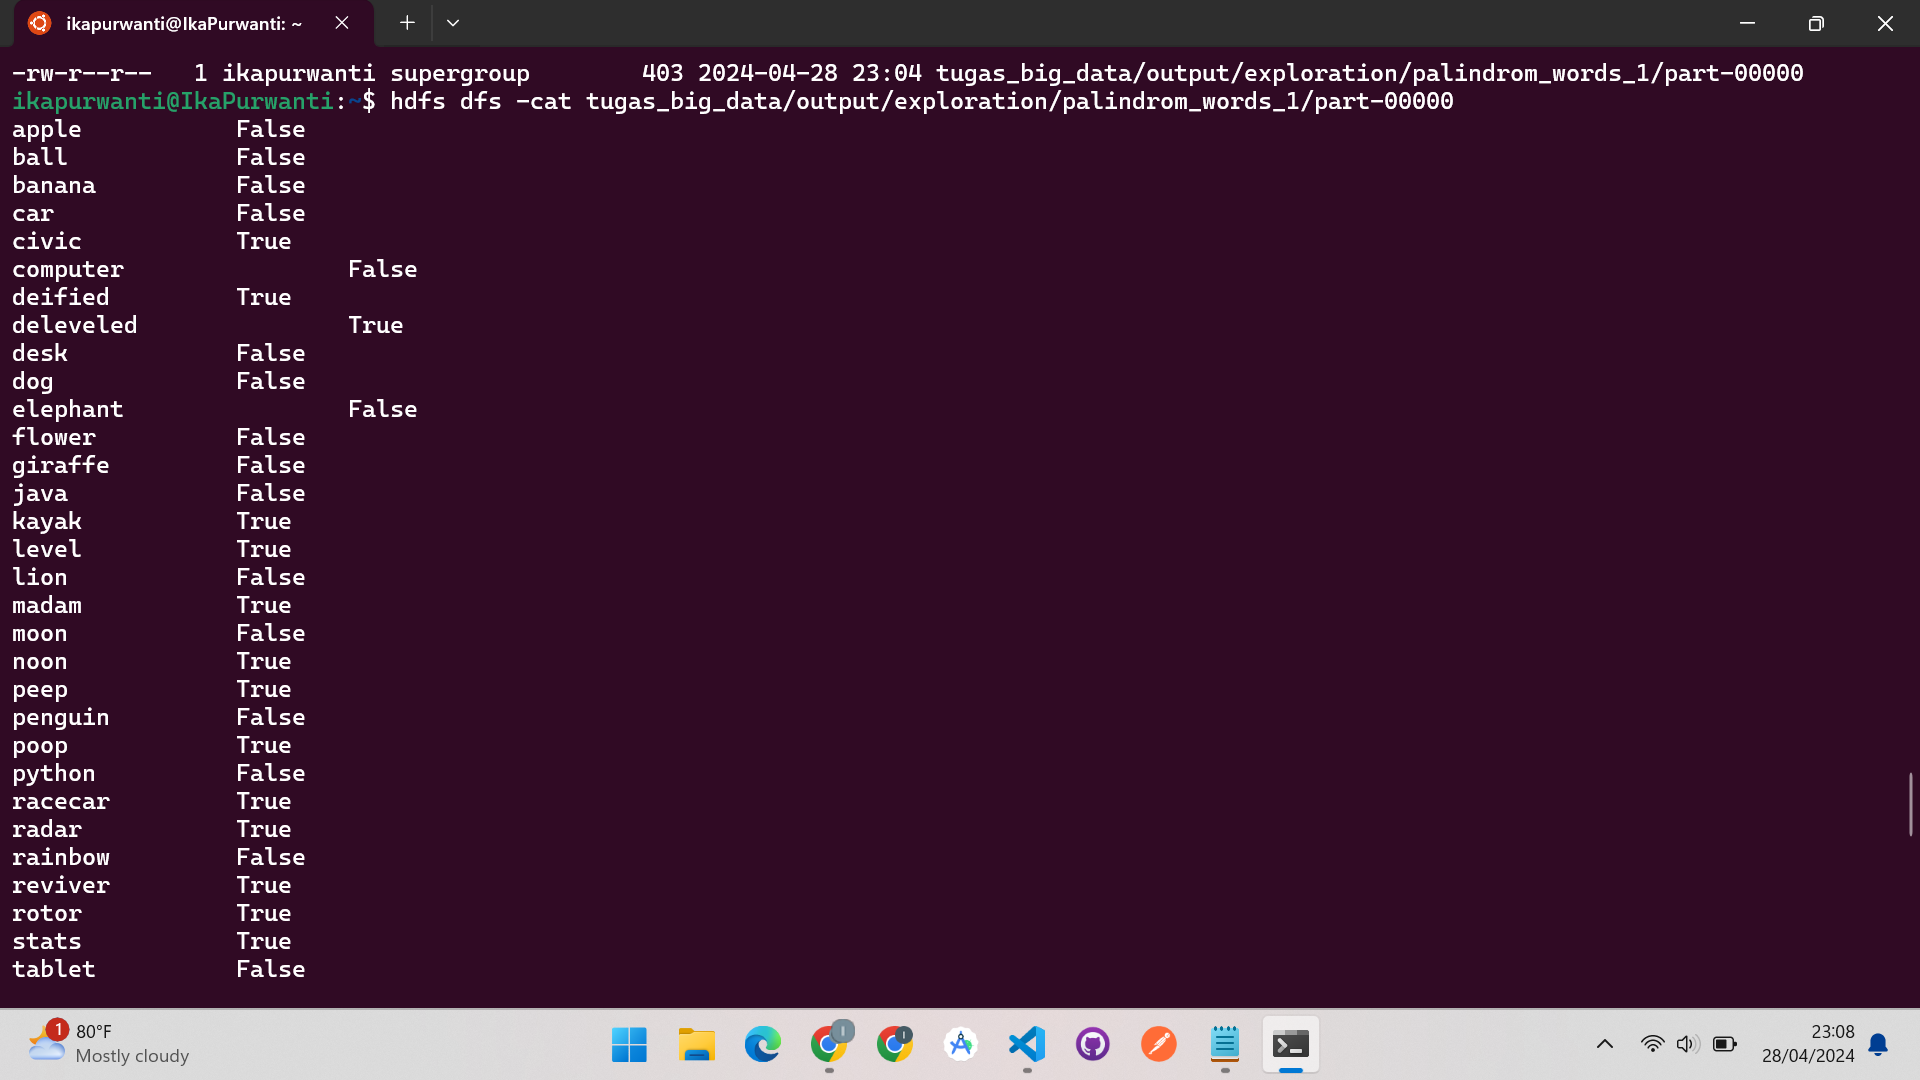 ikapurwanti@IkaPurwanti: ~
-rw-r--r--   1 ikapurwanti supergroup        403 2024-04-28 23:04 tugas_big_data/output/exploration/palindrom_words_1/part-00000
ikapurwanti@IkaPurwanti:~$ hdfs dfs -cat tugas_big_data/output/exploration/palindrom_words_1/part-00000
apple           False
ball            False
banana          False
car             False
civic           True
computer                False
deified         True
deleveled               True
desk            False
dog             False
elephant                False
flower          False
giraffe         False
java            False
kayak           True
level           True
lion            False
madam           True
moon            False
noon            True
peep            True
penguin         False
poop            True
python          False
racecar         True
radar           True
rainbow         False
reviver         True
rotor           True
stats           True
tablet          False
1
80°F
Mostly cloudy
23:08
28/04/2024